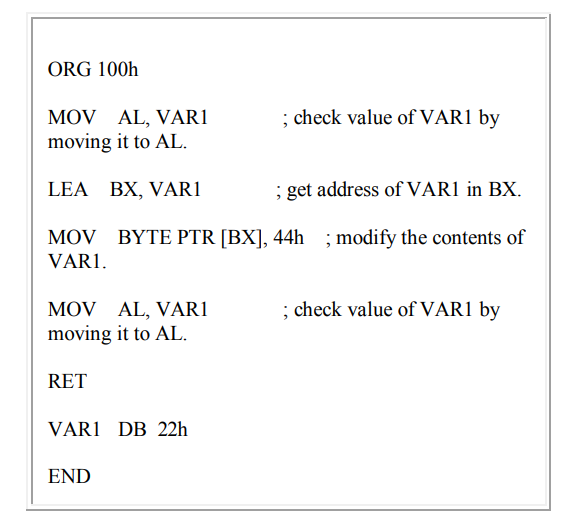 ORG 100h
MOV AL, VAR1 ; check value of VAR1 by
moving it to AL.
LEA BX, VAR1 ; get address of VAR1 in BX.
MOV BYTE PTR [BX], 44h ; modify the contents of
VAR1.
MOV AL, VAR1 ; check value of VAR1 by
moving it to AL.
RET
VAR1 DB 22h
END